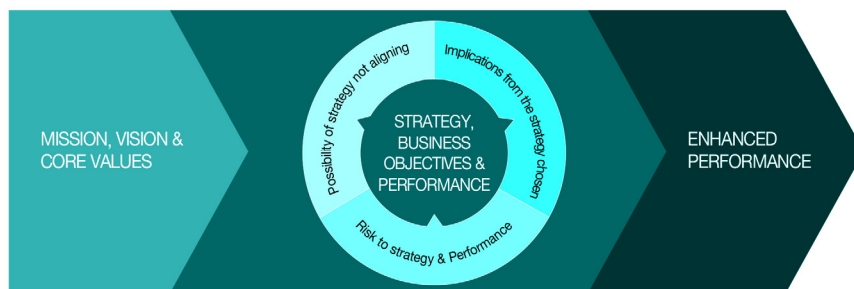 MISSION, VISION &
CORE VALUES
Possibility of strategy not aligning
Implications from the strategy chosen
Risk to strategy & Performance
STRATEGY,
BUSINESS
OBJECTIVES &
PERFORMANCE
ENHANCED
PERFORMANCE